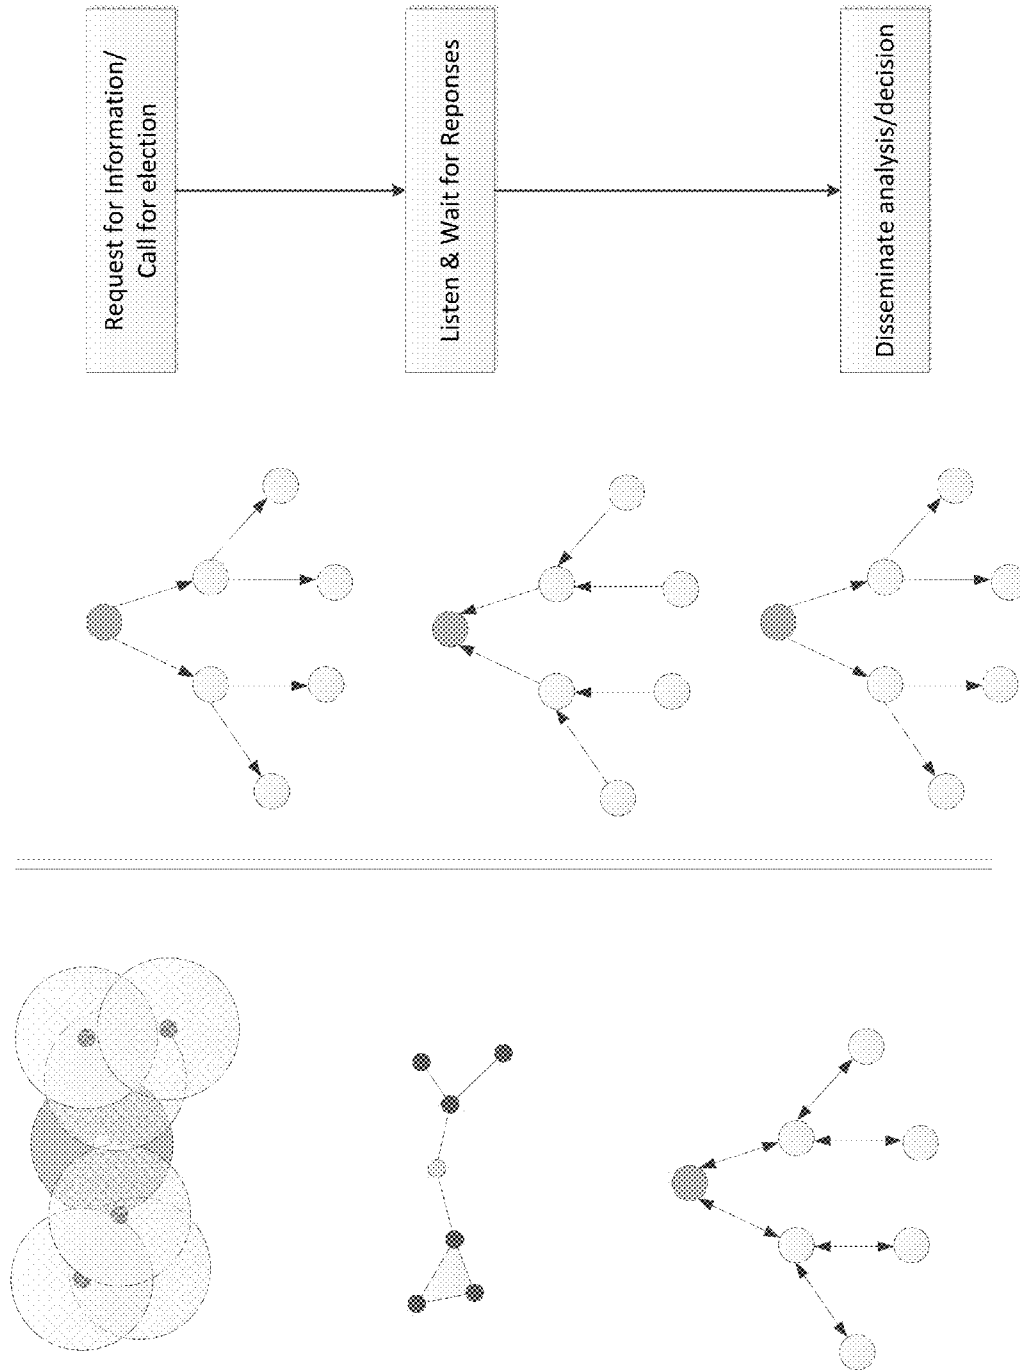 Request for Information/
Call for election
Listen & Wait for Reponses
Disseminate analysis/decision